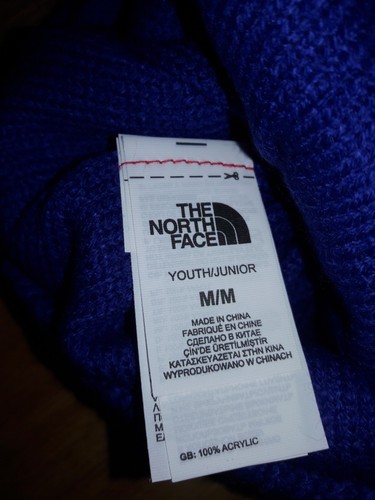 THE
NORTH
FACE
YOUTH/JUNIOR
M/M
MADE IN CHINA
FABRIQUÉ EN CHINE
СДЕЛАНО В КИТАЕ
ÇİN'DE ÜRETİLMİŞTİR
ΚΑΤΑΣΚΕΥΑΖΕΤΑΙ ΣΤΗΝ ΚΙΝΑ
WYPRODUKOWANO W CHINACH
GB: 100% ACRYLIC